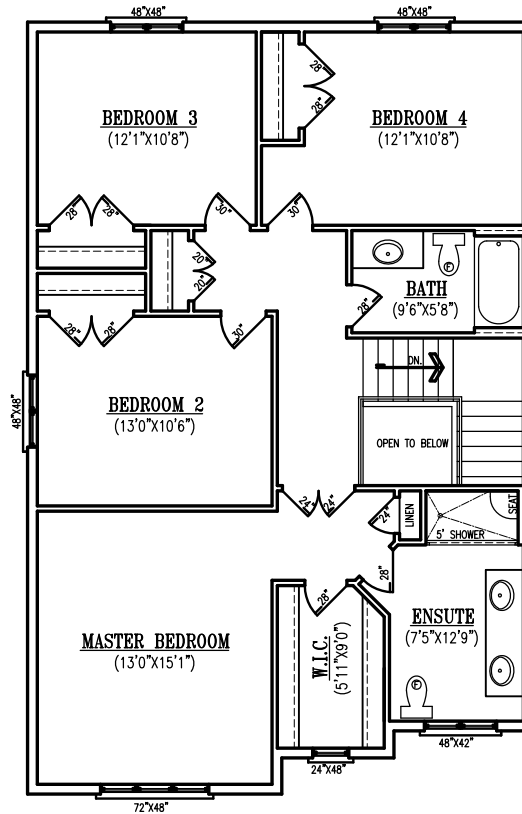 48"X48"
48"X48"
28"
28"
BEDROOM 3
(12'1"X10'8")
BEDROOM 4
(12'1"X10'8")
28"
28"
30"
30"
20"
20"
F
BATH
(9'6"X5'8")
28"
28"
28"
30"
DN.
48"X48"
BEDROOM 2
(13'0"X10'6")
OPEN TO BELOW
24"
24"
24"
LINEN
SEAT
5' SHOWER
28"
28"
MASTER BEDROOM
(13'0"X15'1")
W.I.C.
(5'11"X9'0")
ENSUTE
(7'5"X12'9")
F
48"X42"
24"X48"
72"X48"